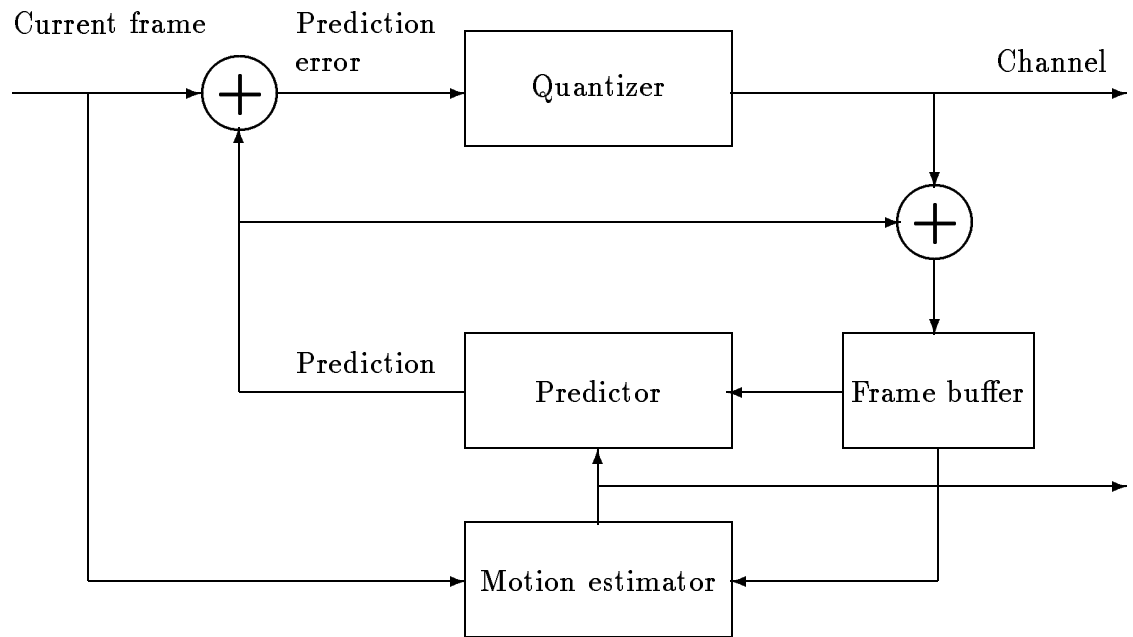 Current frame
Prediction
error
Quantizer
Channel
Prediction
Predictor
Frame buffer
Motion estimator